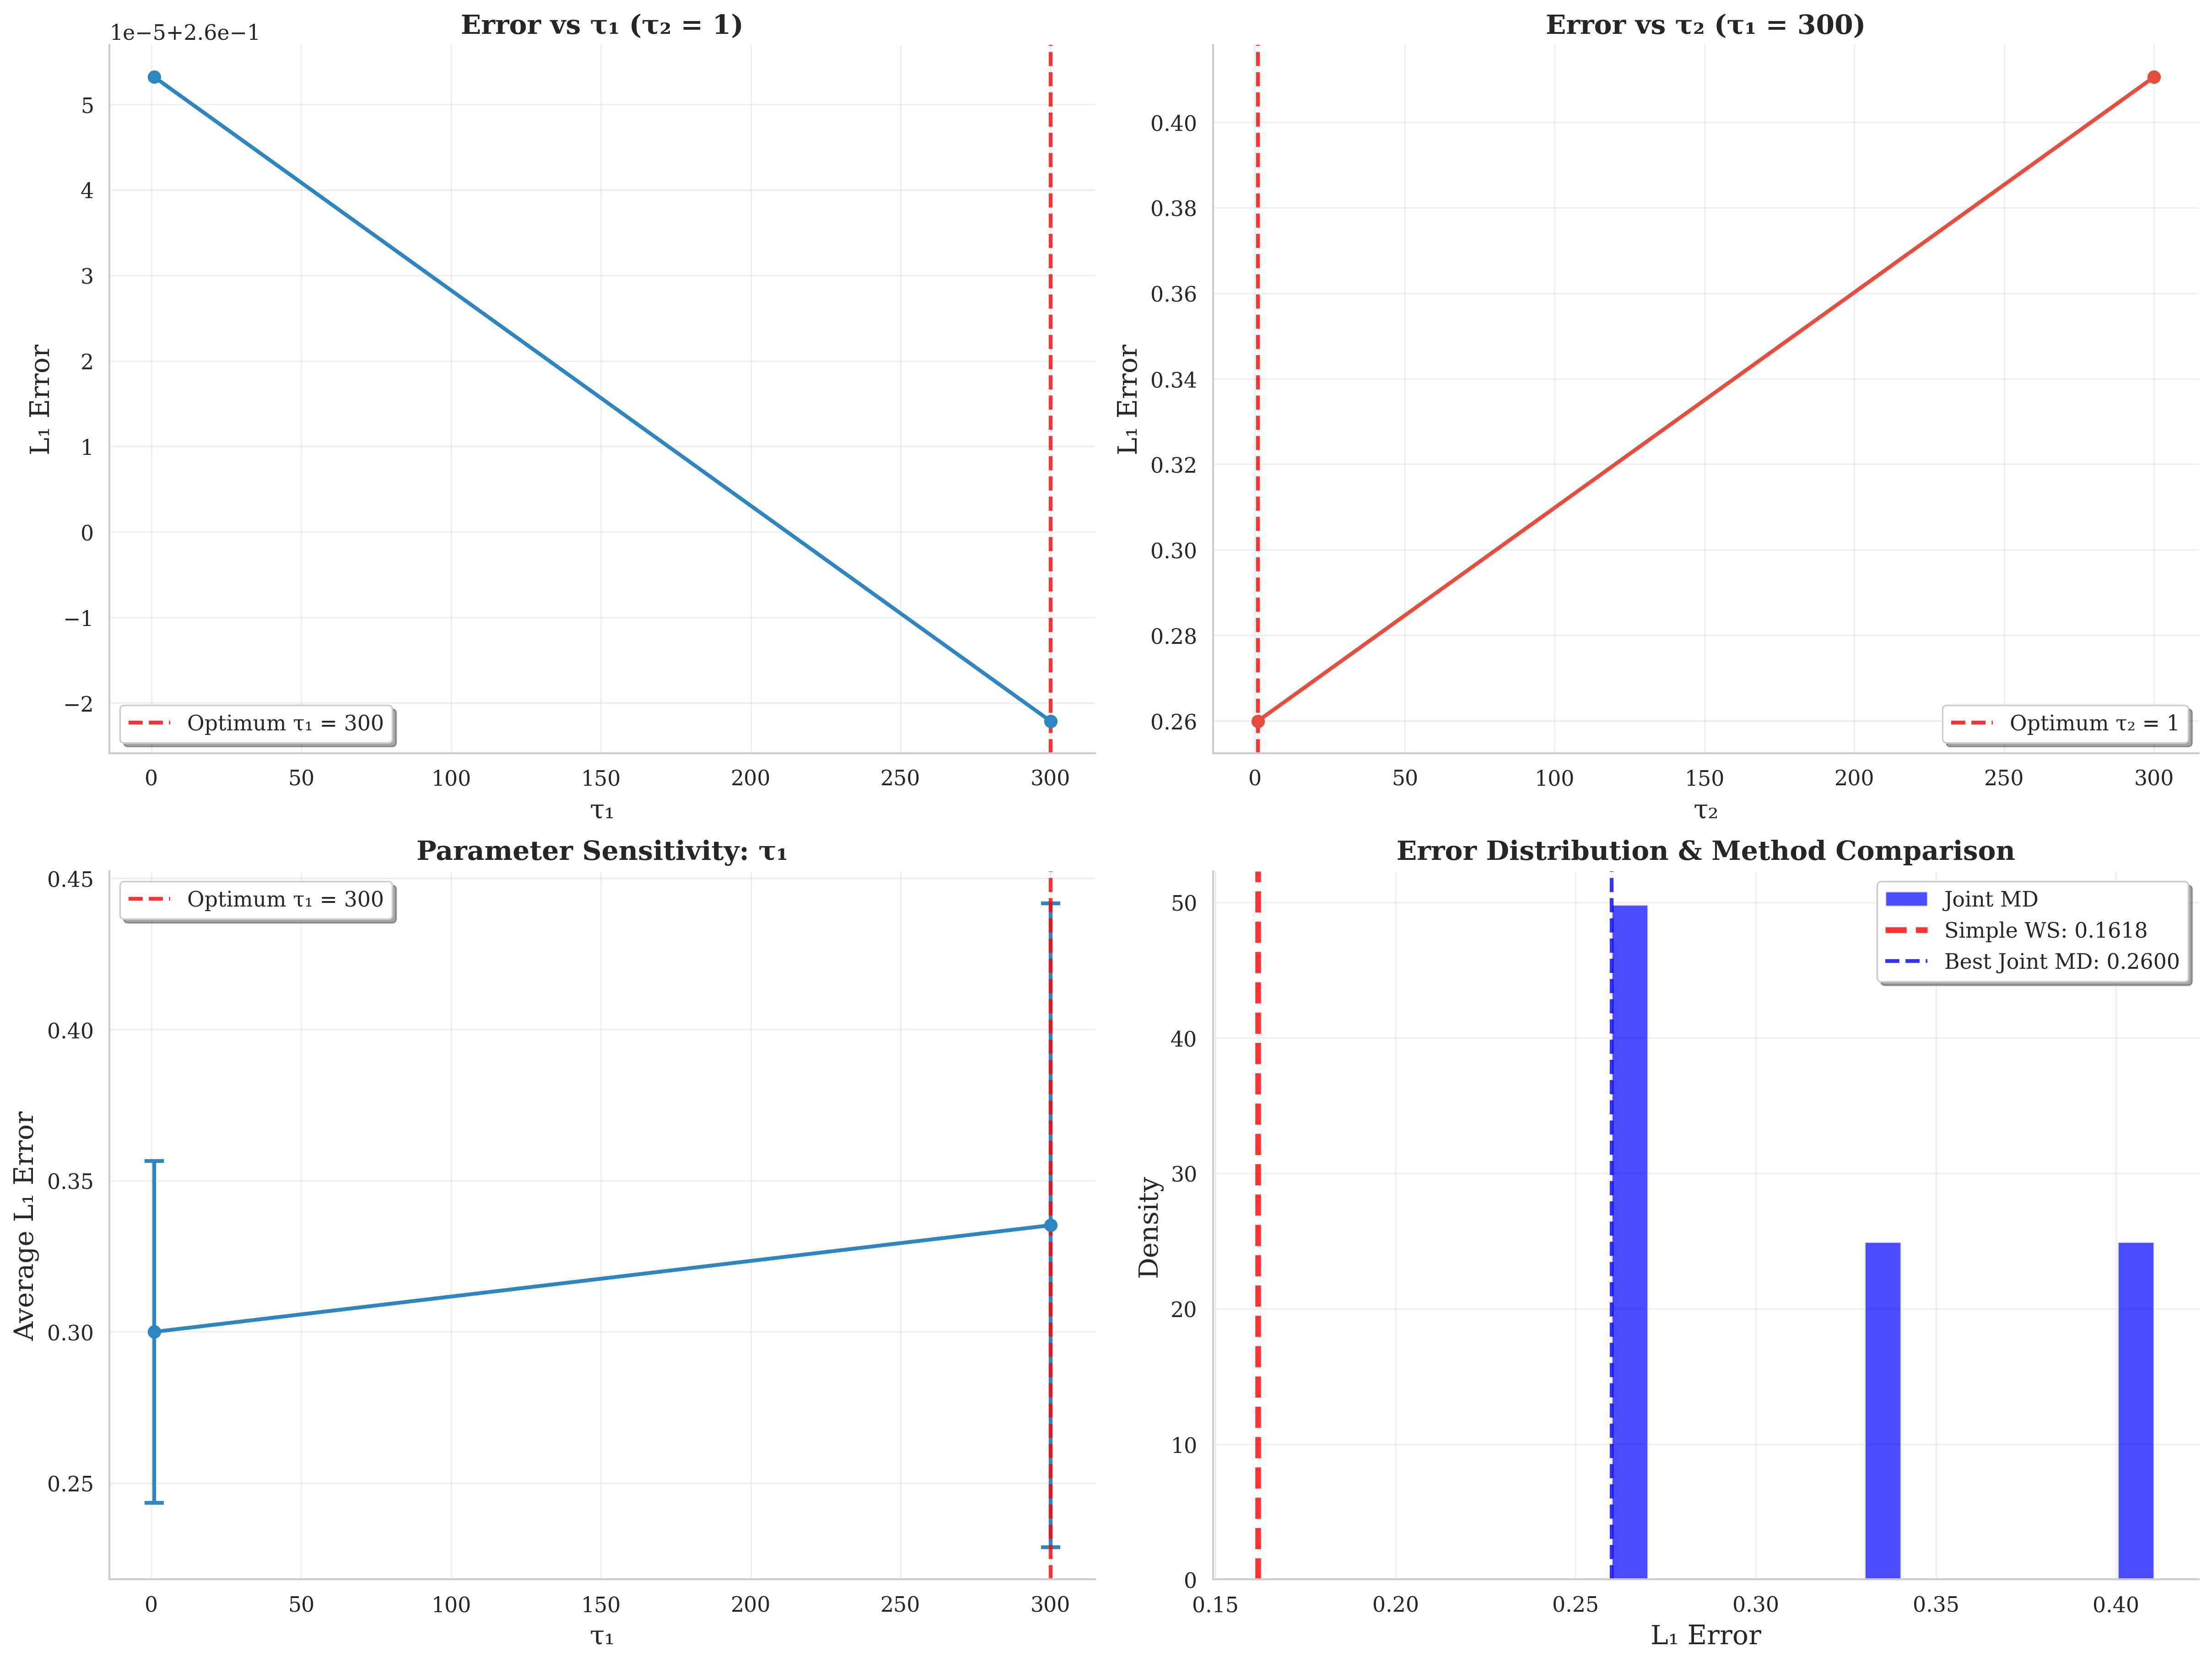 Error vs τ₁ (τ₂ = 1)
1e−5+2.6e−1
L₁ Error
5
4
3
2
1
0
−1
−2
Optimum τ₁ = 300
0 50 100 150 200 250 300
τ₁
Error vs τ₂ (τ₁ = 300)
L₁ Error
0.40
0.38
0.36
0.34
0.32
0.30
0.28
0.26
Optimum τ₂ = 1
0 50 100 150 200 250 300
τ₂
Parameter Sensitivity: τ₁
Average L₁ Error
0.45
0.40
0.35
0.30
0.25
Optimum τ₁ = 300
0 50 100 150 200 250 300
τ₁
Error Distribution & Method Comparison
Density
50
40
30
20
10
0
Joint MD
Simple WS: 0.1618
Best Joint MD: 0.2600
0.15 0.20 0.25 0.30 0.35 0.40
L₁ Error